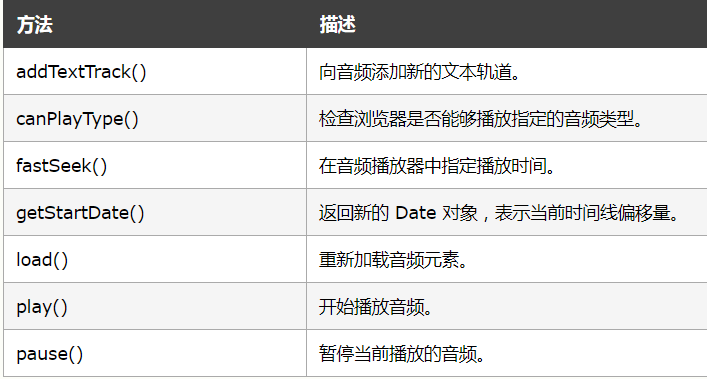 方法 描述
addTextTrack() 向音频添加新的文本轨道。
canPlayType() 检查浏览器是否能够播放指定的音频类型。
fastSeek() 在音频播放器中指定播放时间。
getStartDate() 返回新的 Date 对象，表示当前时间线偏移量。
load() 重新加载音频元素。
play() 开始播放音频。
pause() 暂停当前播放的音频。